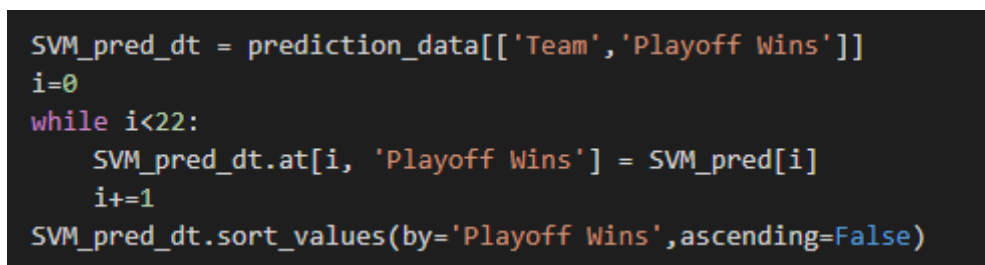 SVM_pred_dt = prediction_data[['Team','Playoff Wins']]
i=0
while i<22:
    SVM_pred_dt.at[i, 'Playoff Wins'] = SVM_pred[i]
    i+=1
SVM_pred_dt.sort_values(by='Playoff Wins',ascending=False)